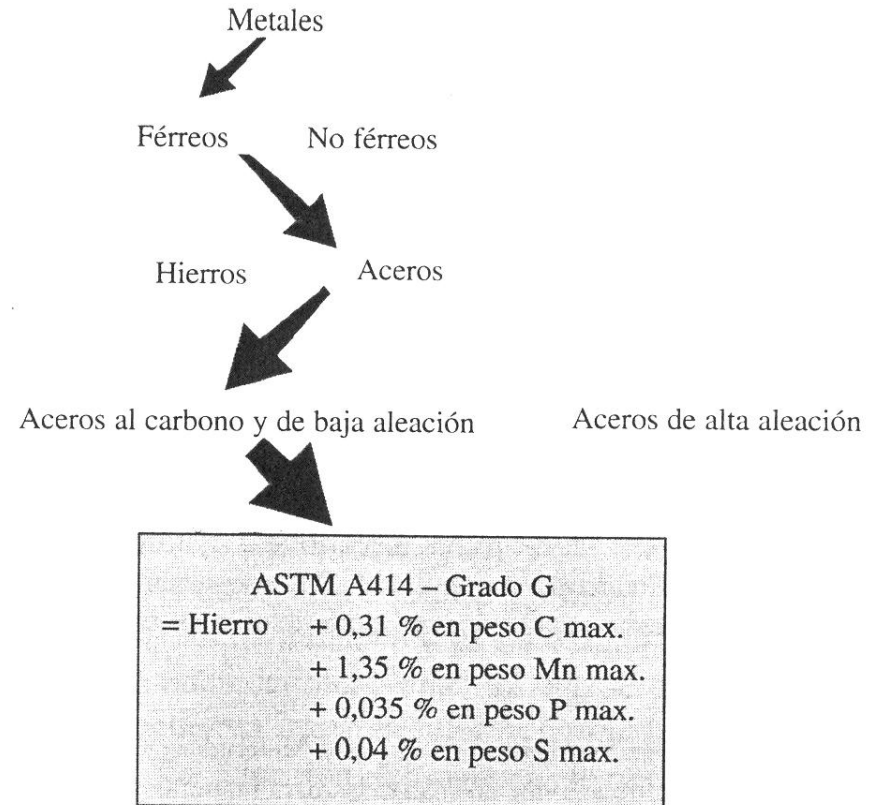 Metales
Férreos No férreos
Hierros Aceros
Aceros al carbono y de baja aleación Aceros de alta aleación
ASTM A414 – Grado G
= Hierro + 0,31 % en peso C max.
+ 1,35 % en peso Mn max.
+ 0,035 % en peso P max.
+ 0,04 % en peso S max.